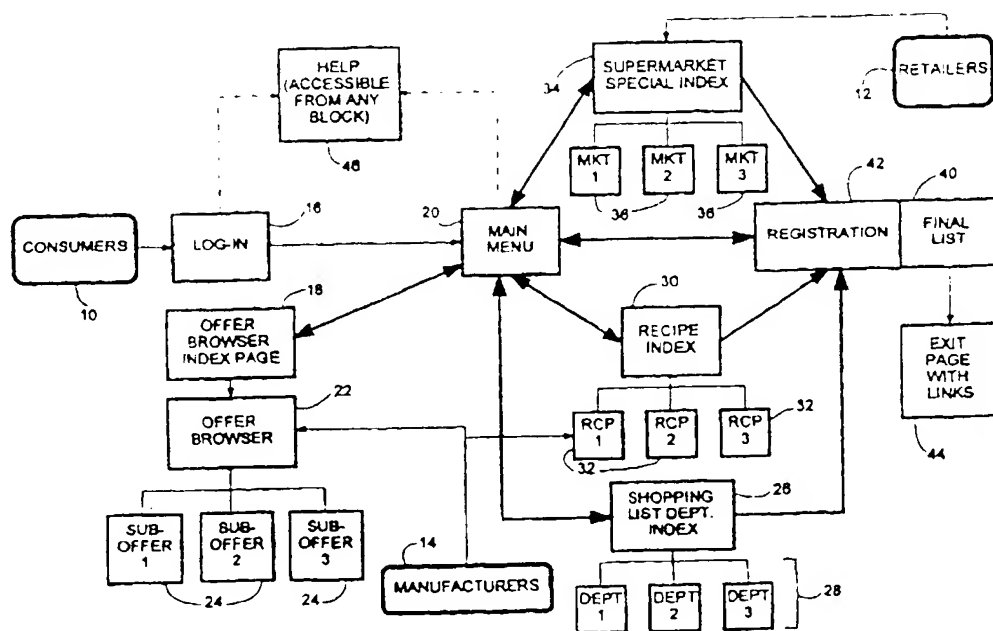 HELP
(ACCESSIBLE
FROM ANY
BLOCK)
46
34
SUPERMARKET
SPECIAL INDEX
RETAILERS
12
MKT
1
MKT
2
MKT
3
36
36
42
40
CONSUMERS
10
LOG-IN
16
20
MAIN
MENU
REGISTRATION
FINAL
LIST
18
OFFER
BROWSER
INDEX PAGE
30
RECIPE
INDEX
EXIT
PAGE
WITH
LINKS
44
22
OFFER
BROWSER
RCP
1
RCP
2
RCP
3
32
32
SUB-
OFFER
1
SUB-
OFFER
2
SUB-
OFFER
3
24
24
14
MANUFACTURERS
SHOPPING
LIST DEPT.
INDEX
26
DEPT
1
DEPT
2
DEPT
3
28